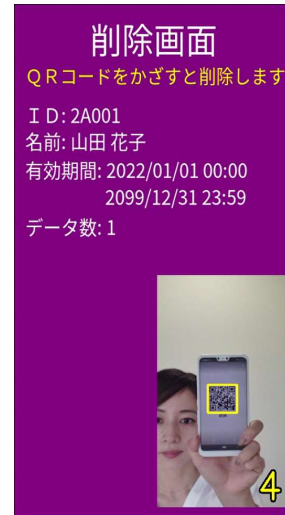 削除画面
ＱＲコードをかざすと削除します
ＩＤ: 2A001
名前: 山田 花子
有効期間: 2022/01/01 00:00
2099/12/31 23:59
データ数: 1
4